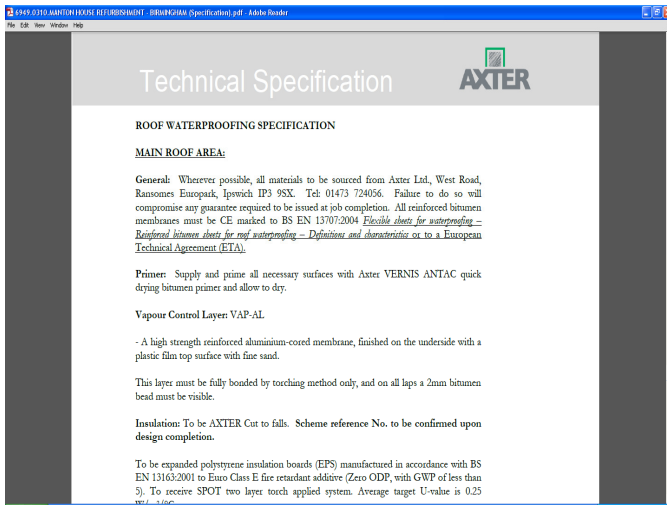 6949.0310.MANTON HOUSE REFURBISHMENT - BIRMINGHAM (Specification).pdf - Adobe Reader
File Edit View Window Help
Technical Specification
AXTER
ROOF WATERPROOFING SPECIFICATION
MAIN ROOF AREA:
General: Wherever possible, all materials to be sourced from Axter Ltd., West Road,
Ransomes Europark, Ipswich IP3 9SX. Tel: 01473 724056. Failure to do so will
compromise any guarantee required to be issued at job completion. All reinforced bitumen
membranes must be CE marked to BS EN 13707:2004 Flexible sheets for waterproofing –
Reinforced bitumen sheets for roof waterproofing – Definitions and characteristics or to a European
Technical Agreement (ETA).
Primer: Supply and prime all necessary surfaces with Axter VERNIS ANTAC quick
drying bitumen primer and allow to dry.
Vapour Control Layer: VAP-AL
- A high strength reinforced aluminium-cored membrane, finished on the underside with a
plastic film top surface with fine sand.
This layer must be fully bonded by torching method only, and on all laps a 2mm bitumen
bead must be visible.
Insulation: To be AXTER Cut to falls. Scheme reference No. to be confirmed upon
design completion.
To be expanded polystyrene insulation boards (EPS) manufactured in accordance with BS
EN 13163:2001 to Euro Class E fire retardant additive (Zero ODP, with GWP of less than
5). To receive SPOT two layer torch applied system. Average target U-value is 0.25